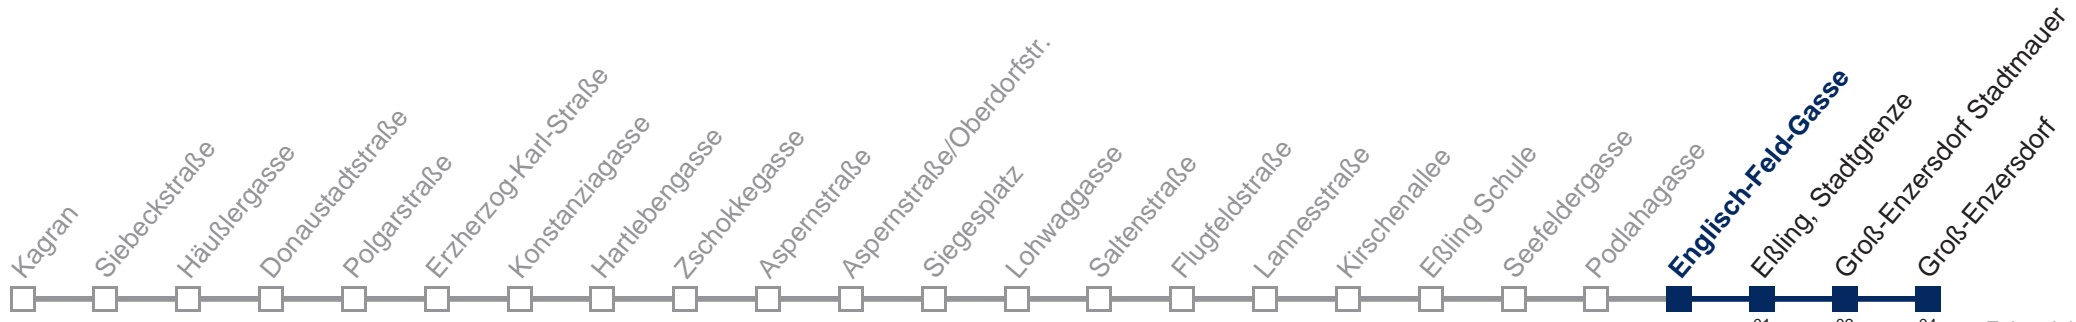 Kagran
Siebeckstraße
Häußlergasse
Donaustadtstraße
Polgarstraße
Erzherzog-Karl-Straße
Konstanziagasse
Hartlebengasse
Zschokkegasse
Aspernstraße
Aspernstraße/Oberdorfstr.
Siegesplatz
Lohwaggasse
Saltenstraße
Flugfeldstraße
Lannesstraße
Kirschenallee
Eßling Schule
Seefeldergasse
Podlahagasse
Englisch-Feld-Gasse
Eßling, Stadtgrenze
Groß-Enzersdorf Stadtmauer
Groß-Enzersdorf